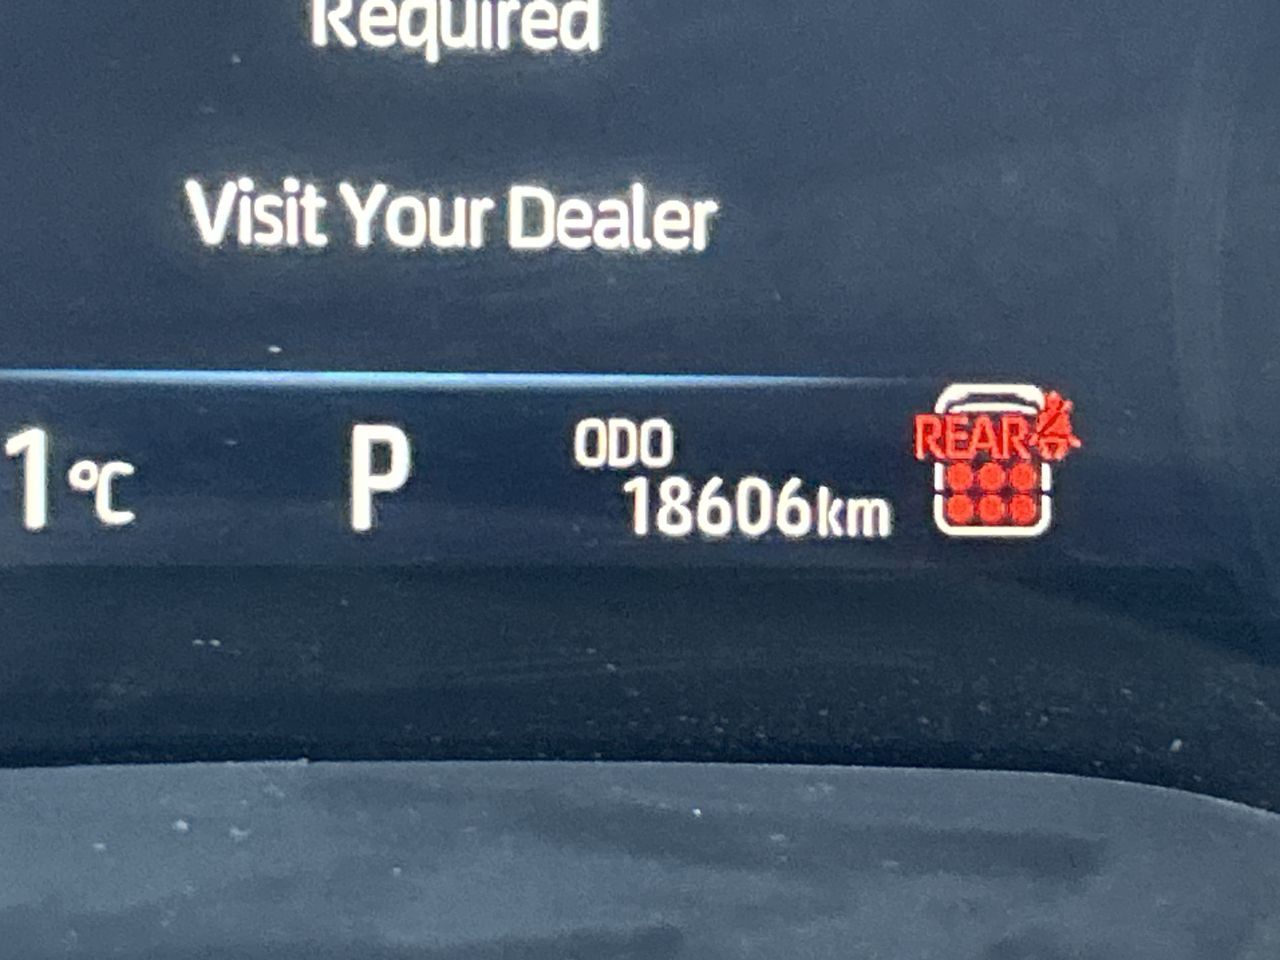 Required
Visit Your Dealer
1°C
P
ODO
18606km
REAR